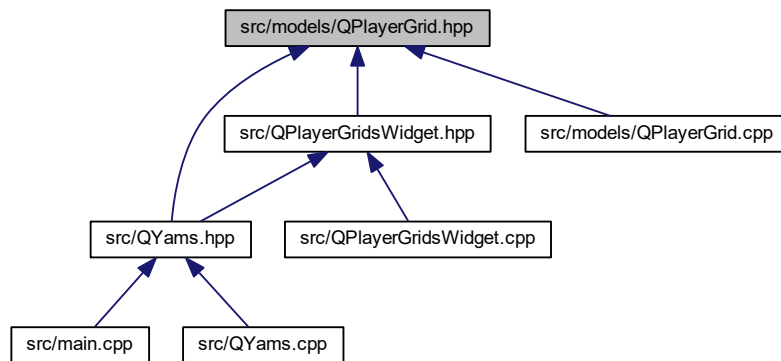 src/models/QPlayerGrid.hpp
src/QPlayerGridsWidget.hpp
src/models/QPlayerGrid.cpp
src/QYams.hpp
src/QPlayerGridsWidget.cpp
src/main.cpp
src/QYams.cpp